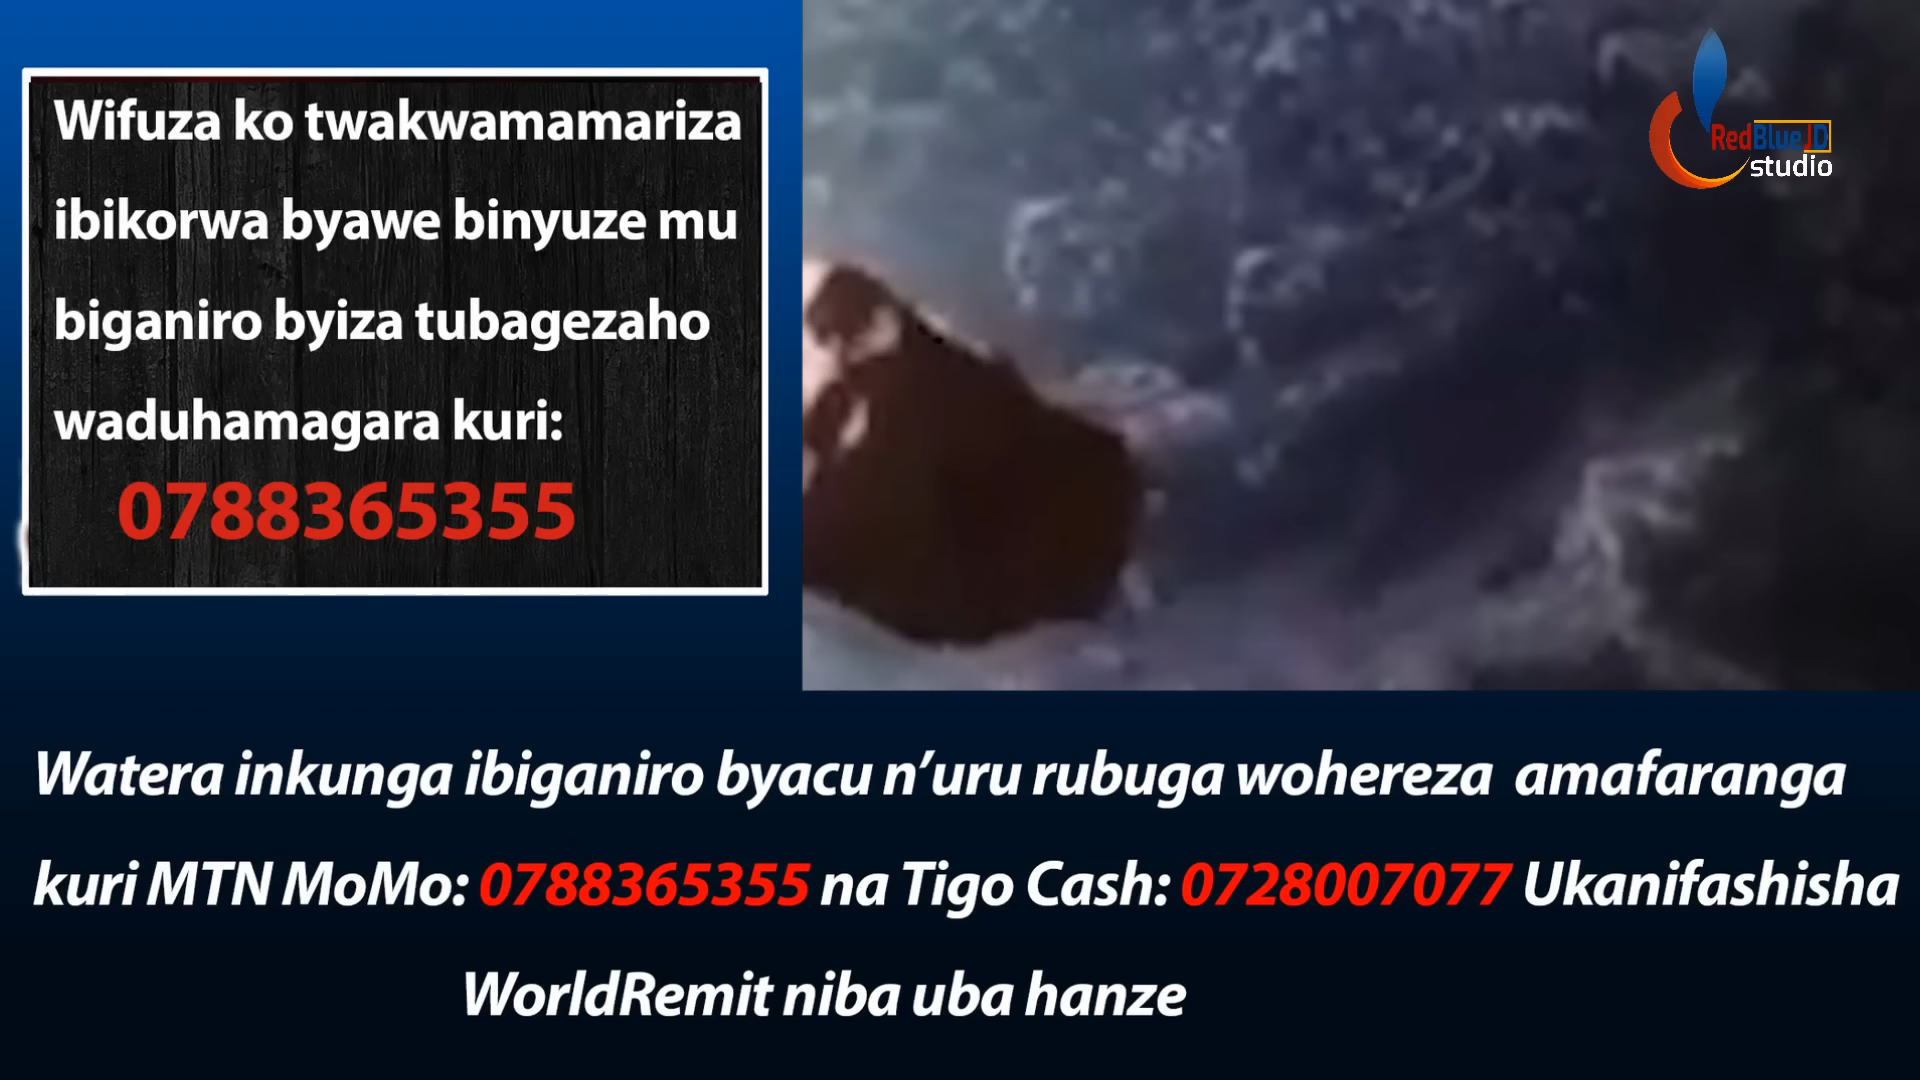 Wifuza ko twakwamamariza
ibikorwa byawe binyuze mu
biganiro byiza tubagezaho
waduhamagara kuri:
0788365355
RedBlueJD
studio
Watera inkunga ibiganiro byacu n’uru rubuga wohereza amafaranga
kuri MTN MoMo: 0788365355 na Tigo Cash: 0728007077 Ukanifashisha
WorldRemit niba uba hanze